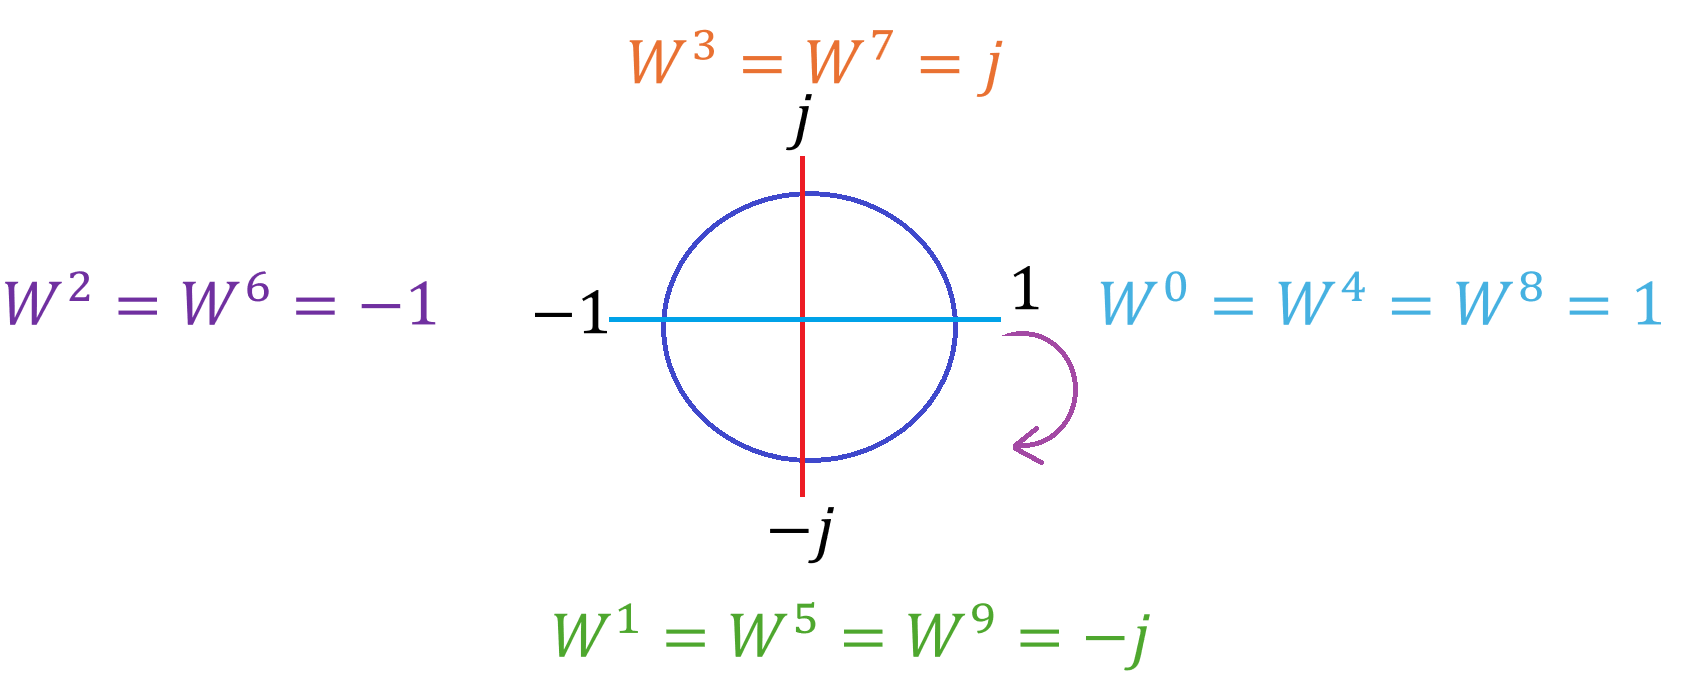 W³ = W⁷ = j
j
W² = W⁶ = −1
−1
1
W⁰ = W⁴ = W⁸ = 1
−j
W¹ = W⁵ = W⁹ = −j